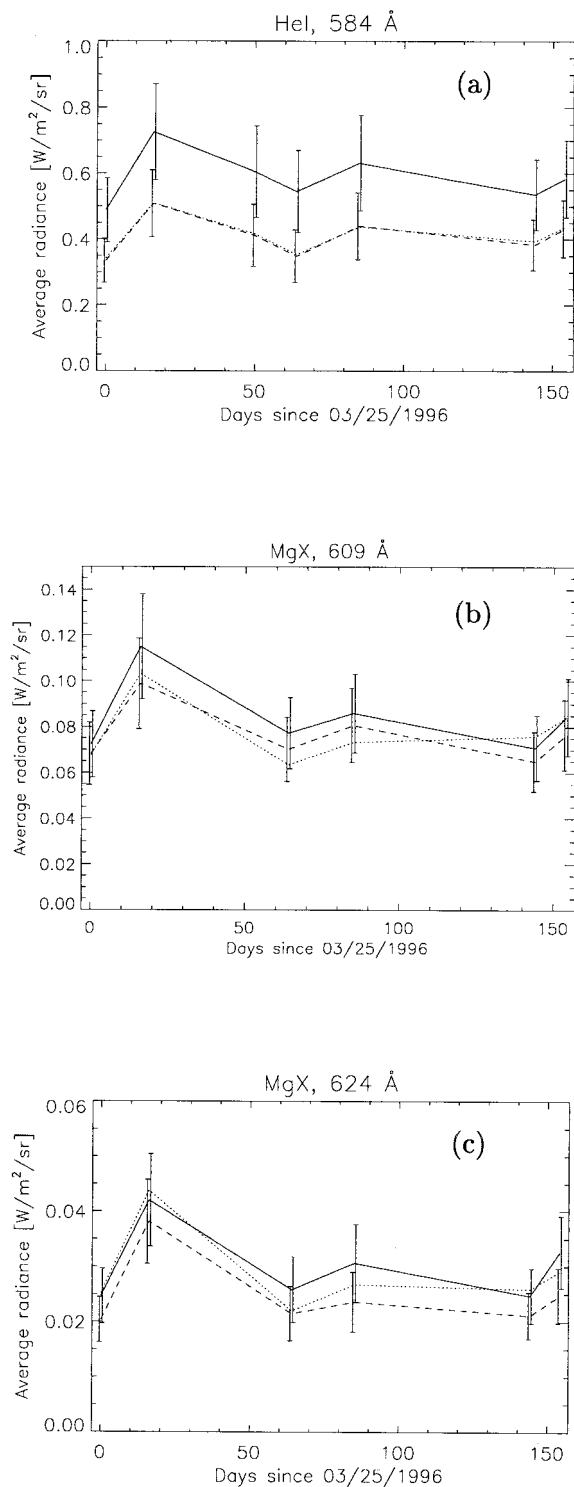 HeI, 584 Å
(a)
Average radiance [W/m²/sr]
1.0
0.8
0.6
0.4
0.2
0.0
0
50
100
150
Days since 03/25/1996
MgX, 609 Å
(b)
Average radiance [W/m²/sr]
0.14
0.12
0.10
0.08
0.06
0.04
0.02
0.00
0
50
100
150
Days since 03/25/1996
MgX, 624 Å
(c)
Average radiance [W/m²/sr]
0.06
0.04
0.02
0.00
0
50
100
150
Days since 03/25/1996